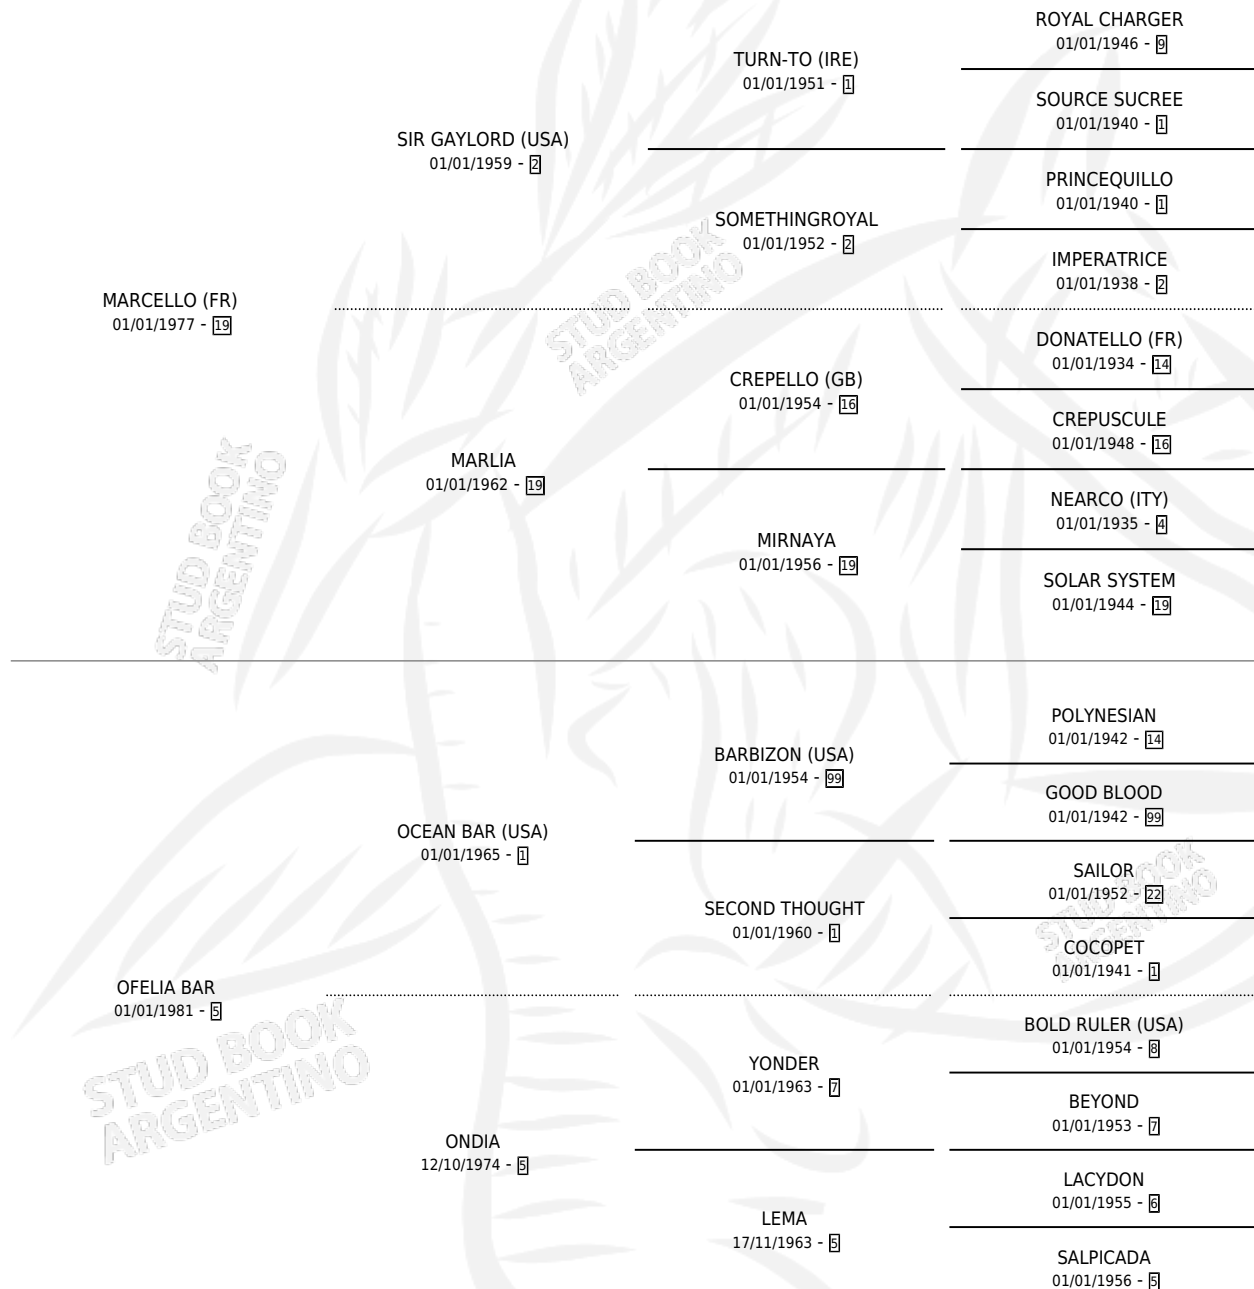 ROYAL CHARGER
01/01/1946 - 9
TURN-TO (IRE)
01/01/1951 - 1
SOURCE SUCREE
01/01/1940 - 1
SIR GAYLORD (USA)
01/01/1959 - 2
PRINCEQUILLO
01/01/1940 - 1
SOMETHINGROYAL
01/01/1952 - 2
IMPERATRICE
01/01/1938 - 2
MARCELLO (FR)
01/01/1977 - 19
STUD BOOK
ARGENTINO
DONATELLO (FR)
01/01/1934 - 14
CREPELLO (GB)
01/01/1954 - 16
CREPUSCULE
01/01/1948 - 16
MARLIA
01/01/1962 - 19
NEARCO (ITY)
01/01/1935 - 4
MIRNAYA
01/01/1956 - 19
SOLAR SYSTEM
01/01/1944 - 19
STUD BOOK
ARGENTINO
POLYNESIAN
01/01/1942 - 14
BARBIZON (USA)
01/01/1954 - 99
GOOD BLOOD
01/01/1942 - 99
OCEAN BAR (USA)
01/01/1965 - 1
SAILOR
01/01/1952 - 22
SECOND THOUGHT
01/01/1960 - 1
COCOPET
01/01/1941 - 1
STUD BOOK
ARGENTINO
OFELIA BAR
01/01/1981 - 5
BOLD RULER (USA)
01/01/1954 - 8
YONDER
01/01/1963 - 7
BEYOND
01/01/1953 - 7
STUD BOOK
ARGENTINO
ONDIA
12/10/1974 - 5
LACYDON
01/01/1955 - 6
LEMA
17/11/1963 - 5
SALPICADA
01/01/1956 - 5